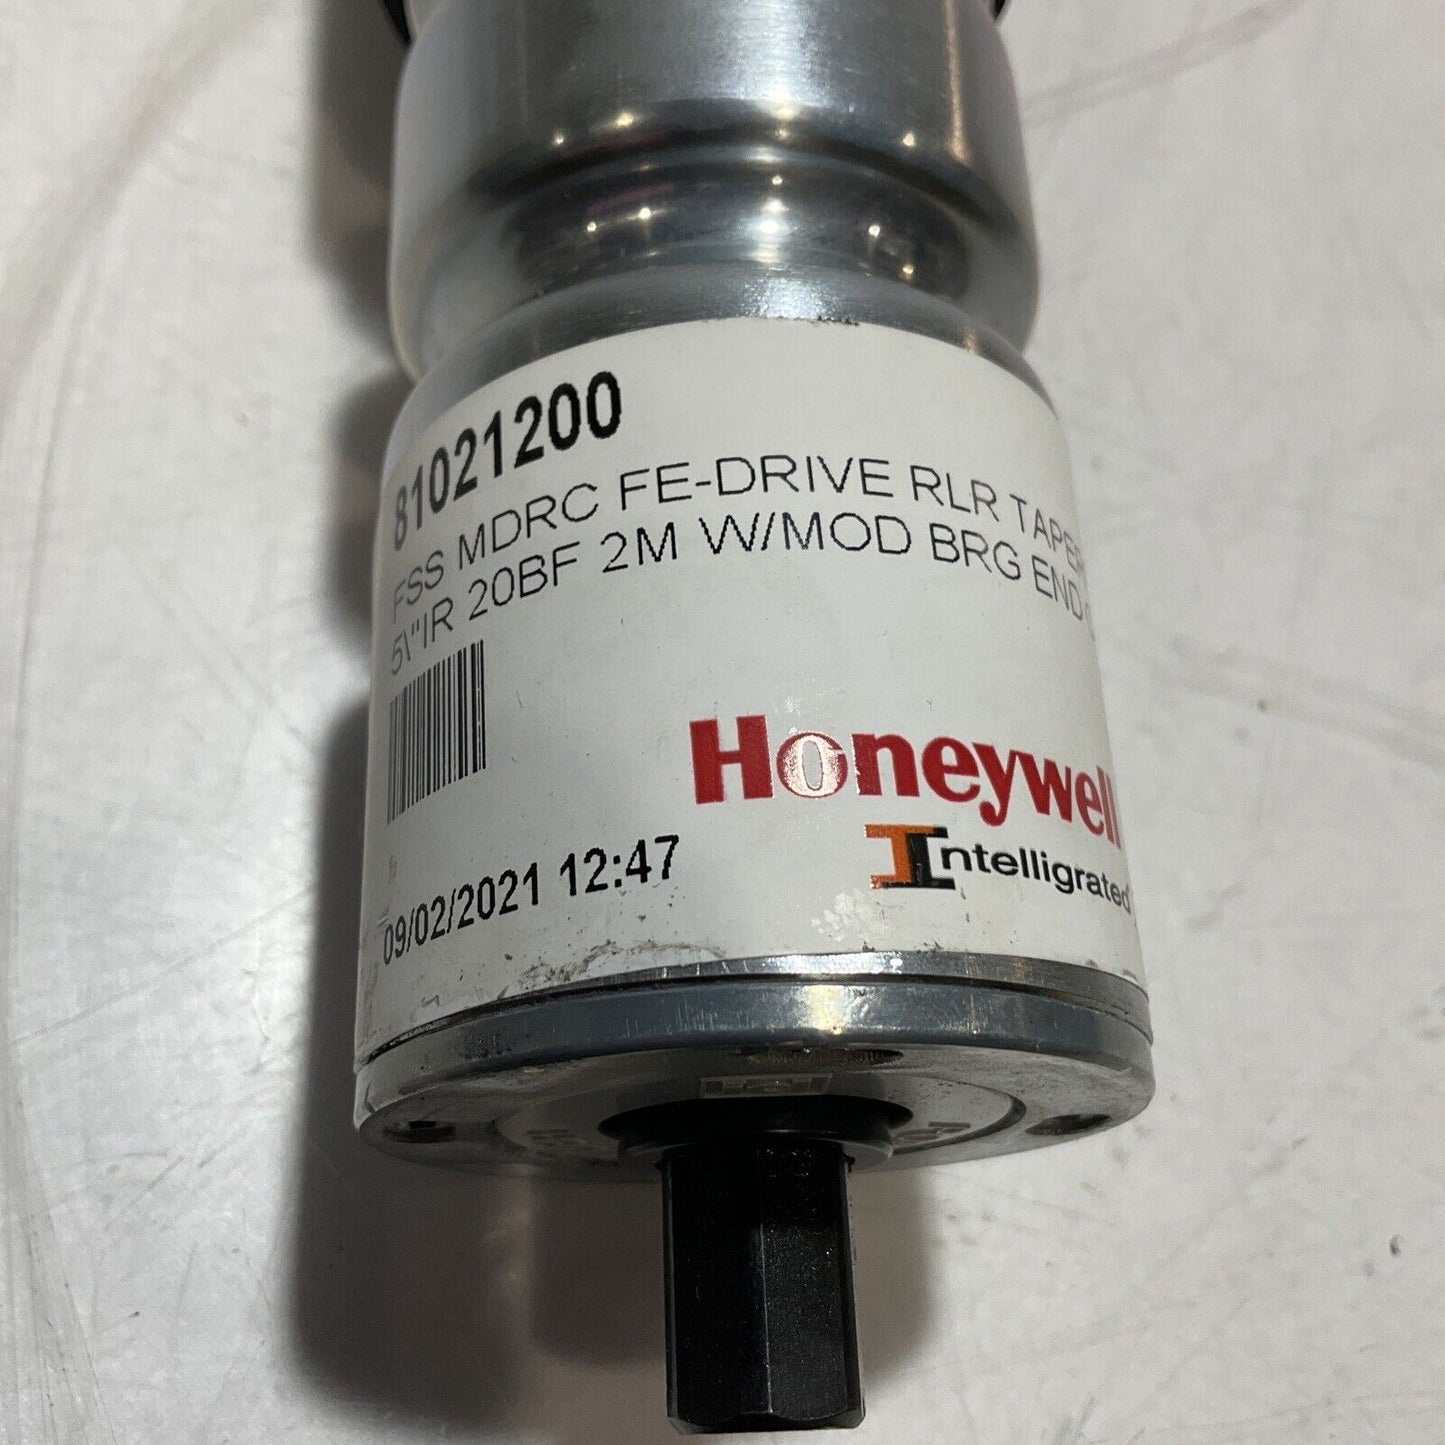 81021200
FSS MDRC FE-DRIVE RLR TAPER
5\"IR 20BF 2M W/MOD BRG END
Honeywell
Intelligrated
09/02/2021 12:47